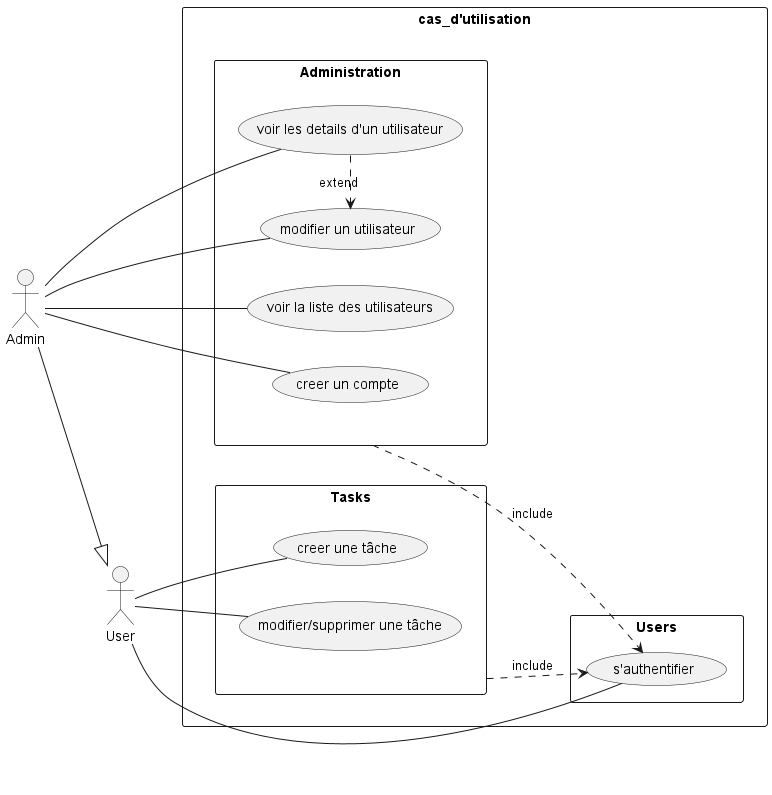 cas_d'utilisation
Administration
voir les details d'un utilisateur
extend
modifier un utilisateur
voir la liste des utilisateurs
Admin
creer un compte
Tasks
include
creer une tâche
User
modifier/supprimer une tâche
Users
include
s'authentifier